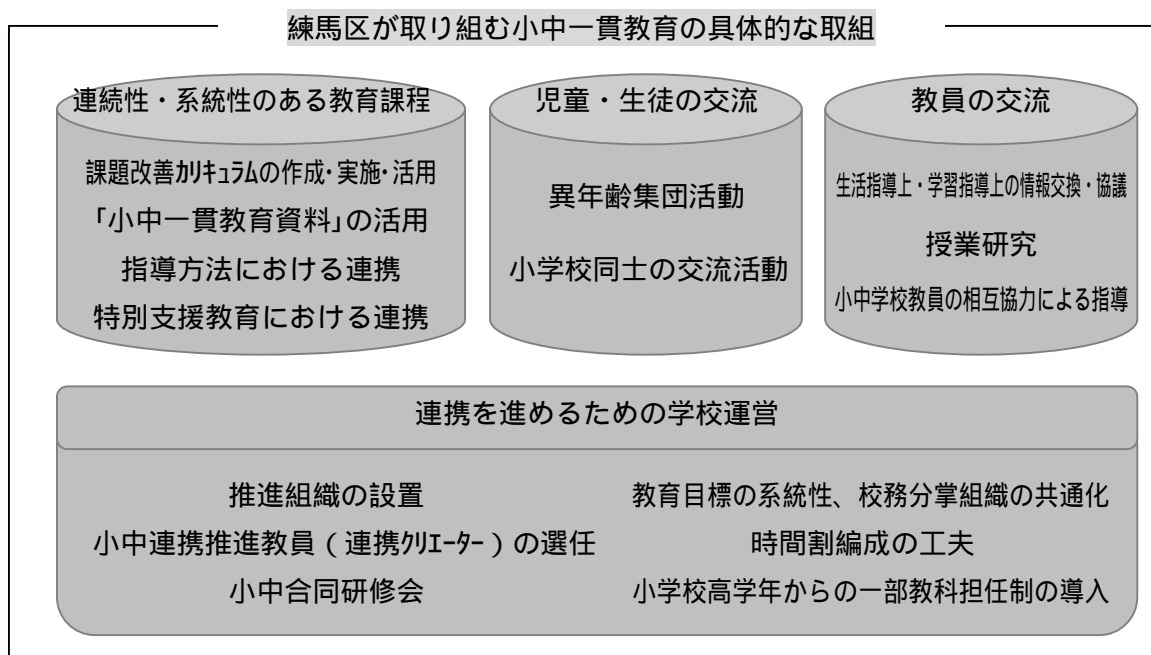 練馬区が取り組む小中一貫教育の具体的な取組
連続性・系統性のある教育課程
課題改善ｶﾘｷｭﾗﾑの作成･実施･活用
「小中一貫教育資料」の活用
指導方法における連携
特別支援教育における連携
児童・生徒の交流
異年齢集団活動
小学校同士の交流活動
教員の交流
生活指導上・学習指導上の情報交換・協議
授業研究
小中学校教員の相互協力による指導
連携を進めるための学校運営
推進組織の設置
小中連携推進教員（連携ｸﾘｴｰﾀｰ）の選任
小中合同研修会
教育目標の系統性、校務分掌組織の共通化
時間割編成の工夫
小学校高学年からの一部教科担任制の導入